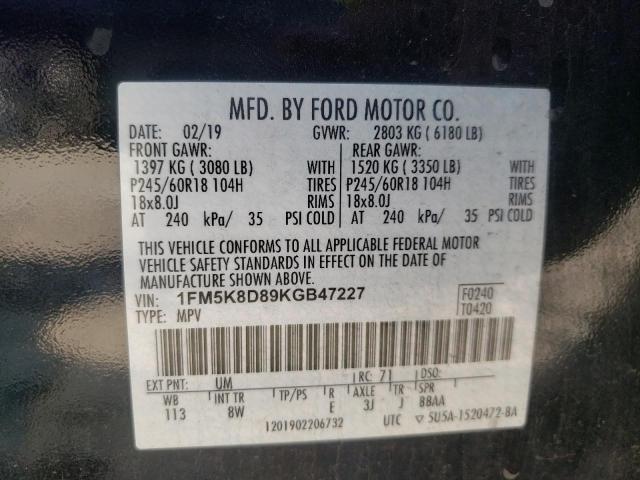 MFD. BY FORD MOTOR CO.
DATE: 02/19 GVWR: 2803 KG ( 6180 LB)
FRONT GAWR: REAR GAWR:
1397 KG ( 3080 LB) WITH 1520 KG ( 3350 LB) WITH
P245/60R18 104H TIRES P245/60R18 104H TIRES
18x8.0J RIMS 18x8.0J RIMS
AT 240 kPa/ 35 PSI COLD AT 240 kPa/ 35 PSI COLD
THIS VEHICLE CONFORMS TO ALL APPLICABLE FEDERAL MOTOR
VEHICLE SAFETY STANDARDS IN EFFECT ON THE DATE OF
MANUFACTURE SHOWN ABOVE.
VIN: 1FM5K8D89KGB47227 F0240
TYPE: MPV T0420
EXT PNT: UM RC: 71 DSO:
WB INT TR TP/PS R AXLE TR SPR
113 8W E 3J J 88AA
1201902206732 UTC ▽ 5U5A-1520472-BA